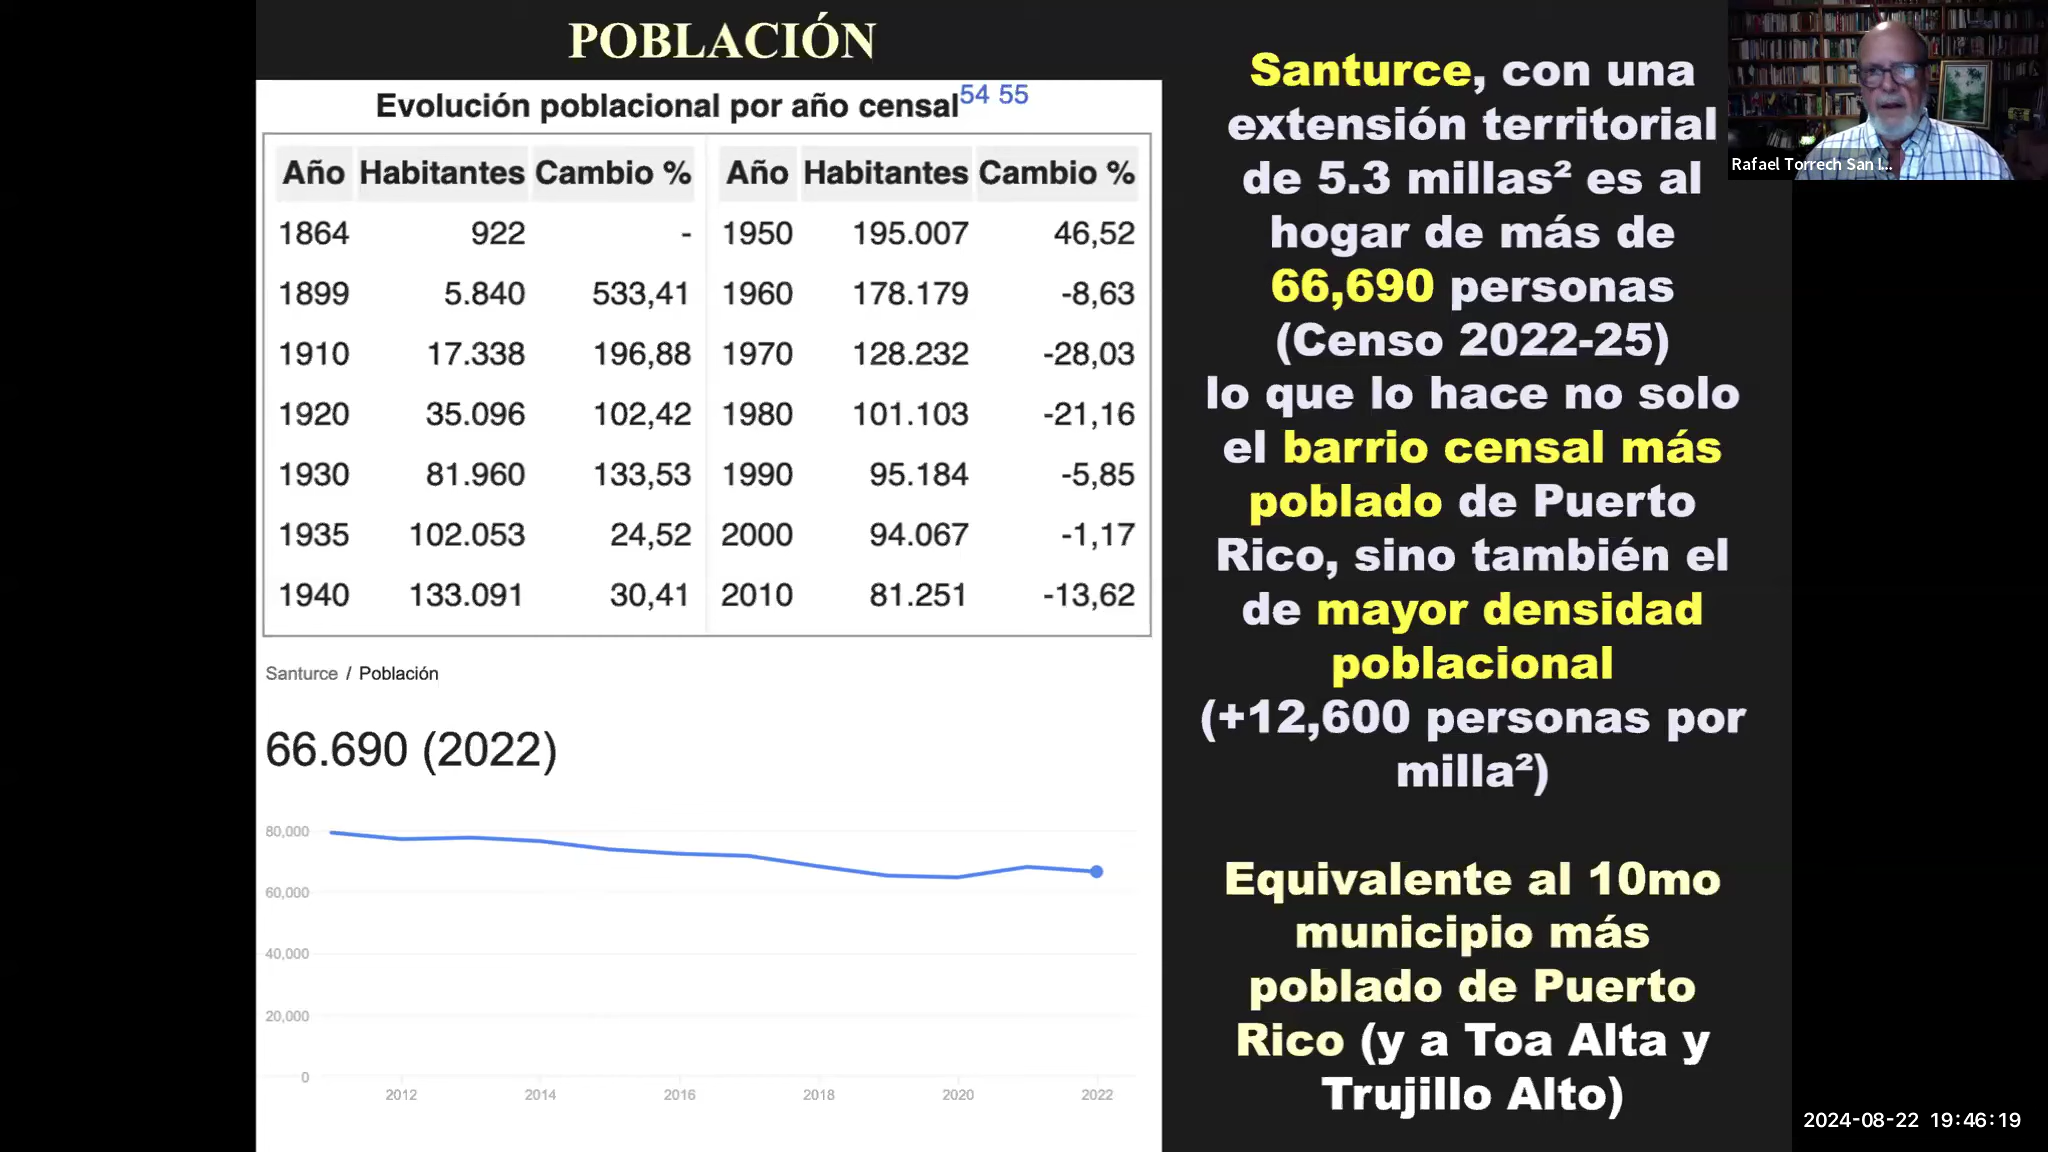 POBLACIÓN
Evolución poblacional por año censal54 55
Año Habitantes Cambio % Año Habitantes Cambio %
1864 922 - 1950 195.007 46,52
1899 5.840 533,41 1960 178.179 -8,63
1910 17.338 196,88 1970 128.232 -28,03
1920 35.096 102,42 1980 101.103 -21,16
1930 81.960 133,53 1990 95.184 -5,85
1935 102.053 24,52 2000 94.067 -1,17
1940 133.091 30,41 2010 81.251 -13,62
Santurce / Población
66.690 (2022)
80,000
60,000
40,000
20,000
0
2012 2014 2016 2018 2020 2022
Santurce, con una
extensión territorial
de 5.3 millas² es al
hogar de más de
66,690 personas
(Censo 2022-25)
lo que lo hace no solo
el barrio censal más
poblado de Puerto
Rico, sino también el
de mayor densidad
poblacional
(+12,600 personas por
milla²)
Equivalente al 10mo
municipio más
poblado de Puerto
Rico (y a Toa Alta y
Trujillo Alto)
Rafael Torrech San I...
2024-08-22 19:46:19